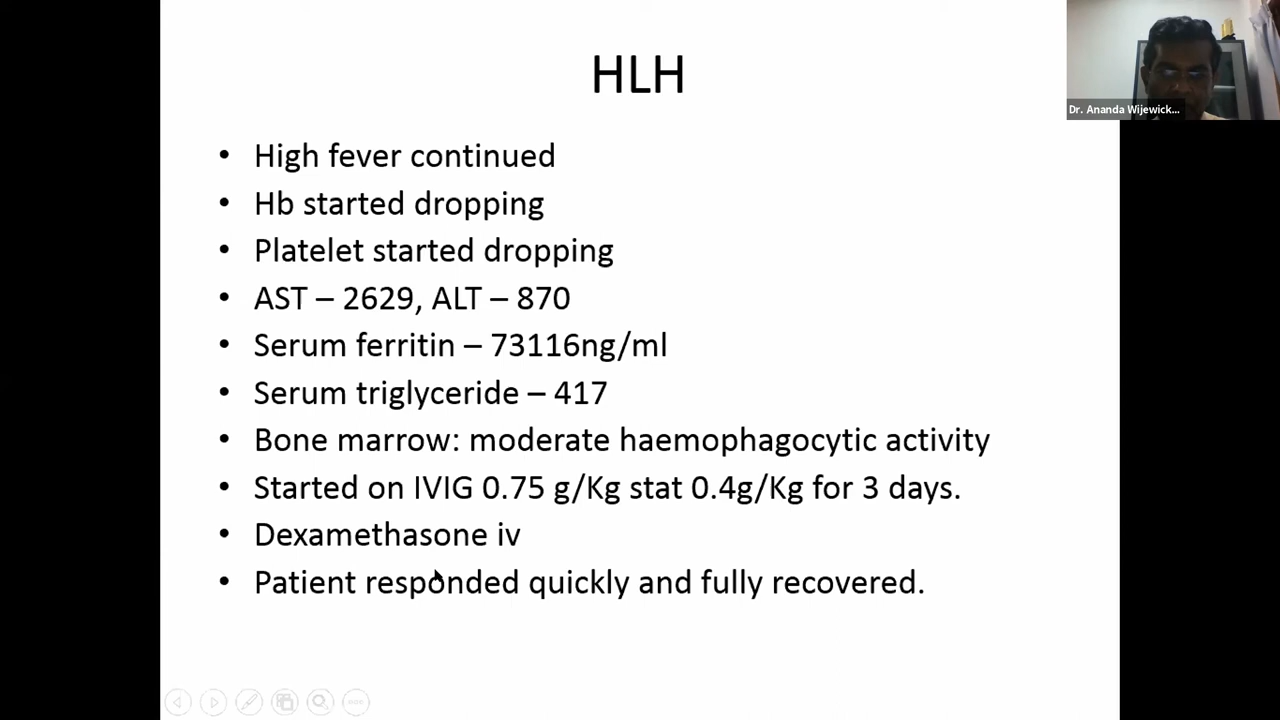 HLH
Dr. Ananda Wijewick...
• High fever continued
• Hb started dropping
• Platelet started dropping
• AST – 2629, ALT – 870
• Serum ferritin – 73116ng/ml
• Serum triglyceride – 417
• Bone marrow: moderate haemophagocytic activity
• Started on IVIG 0.75 g/Kg stat 0.4g/Kg for 3 days.
• Dexamethasone iv
• Patient responded quickly and fully recovered.